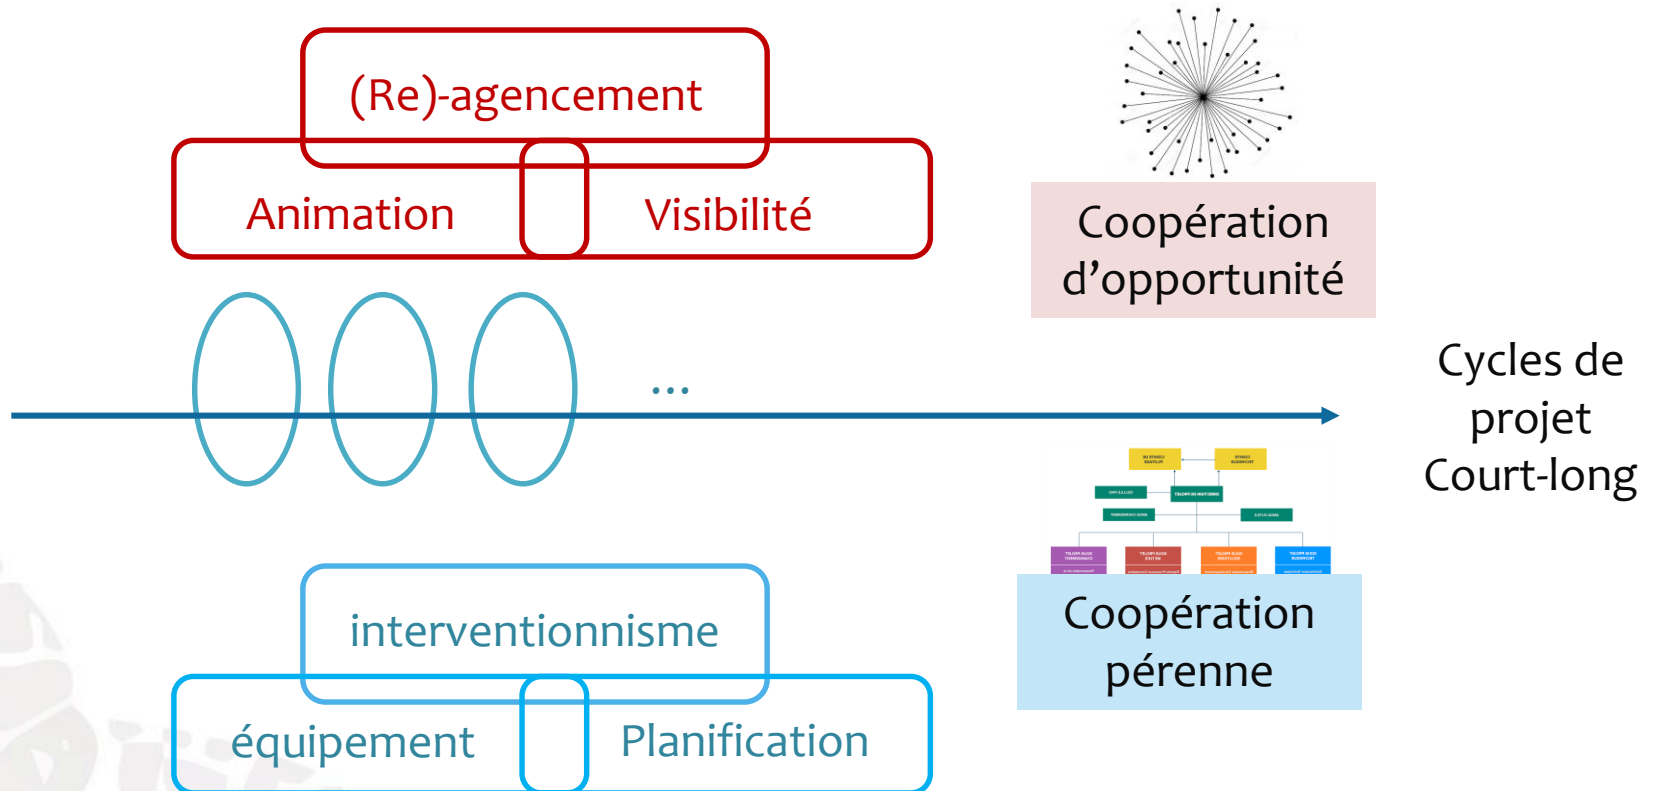 (Re)-agencement
Animation
Visibilité
Coopération
d’opportunité
…
Cycles de
projet
Court-long
interventionnisme
équipement
Planification
Coopération
pérenne